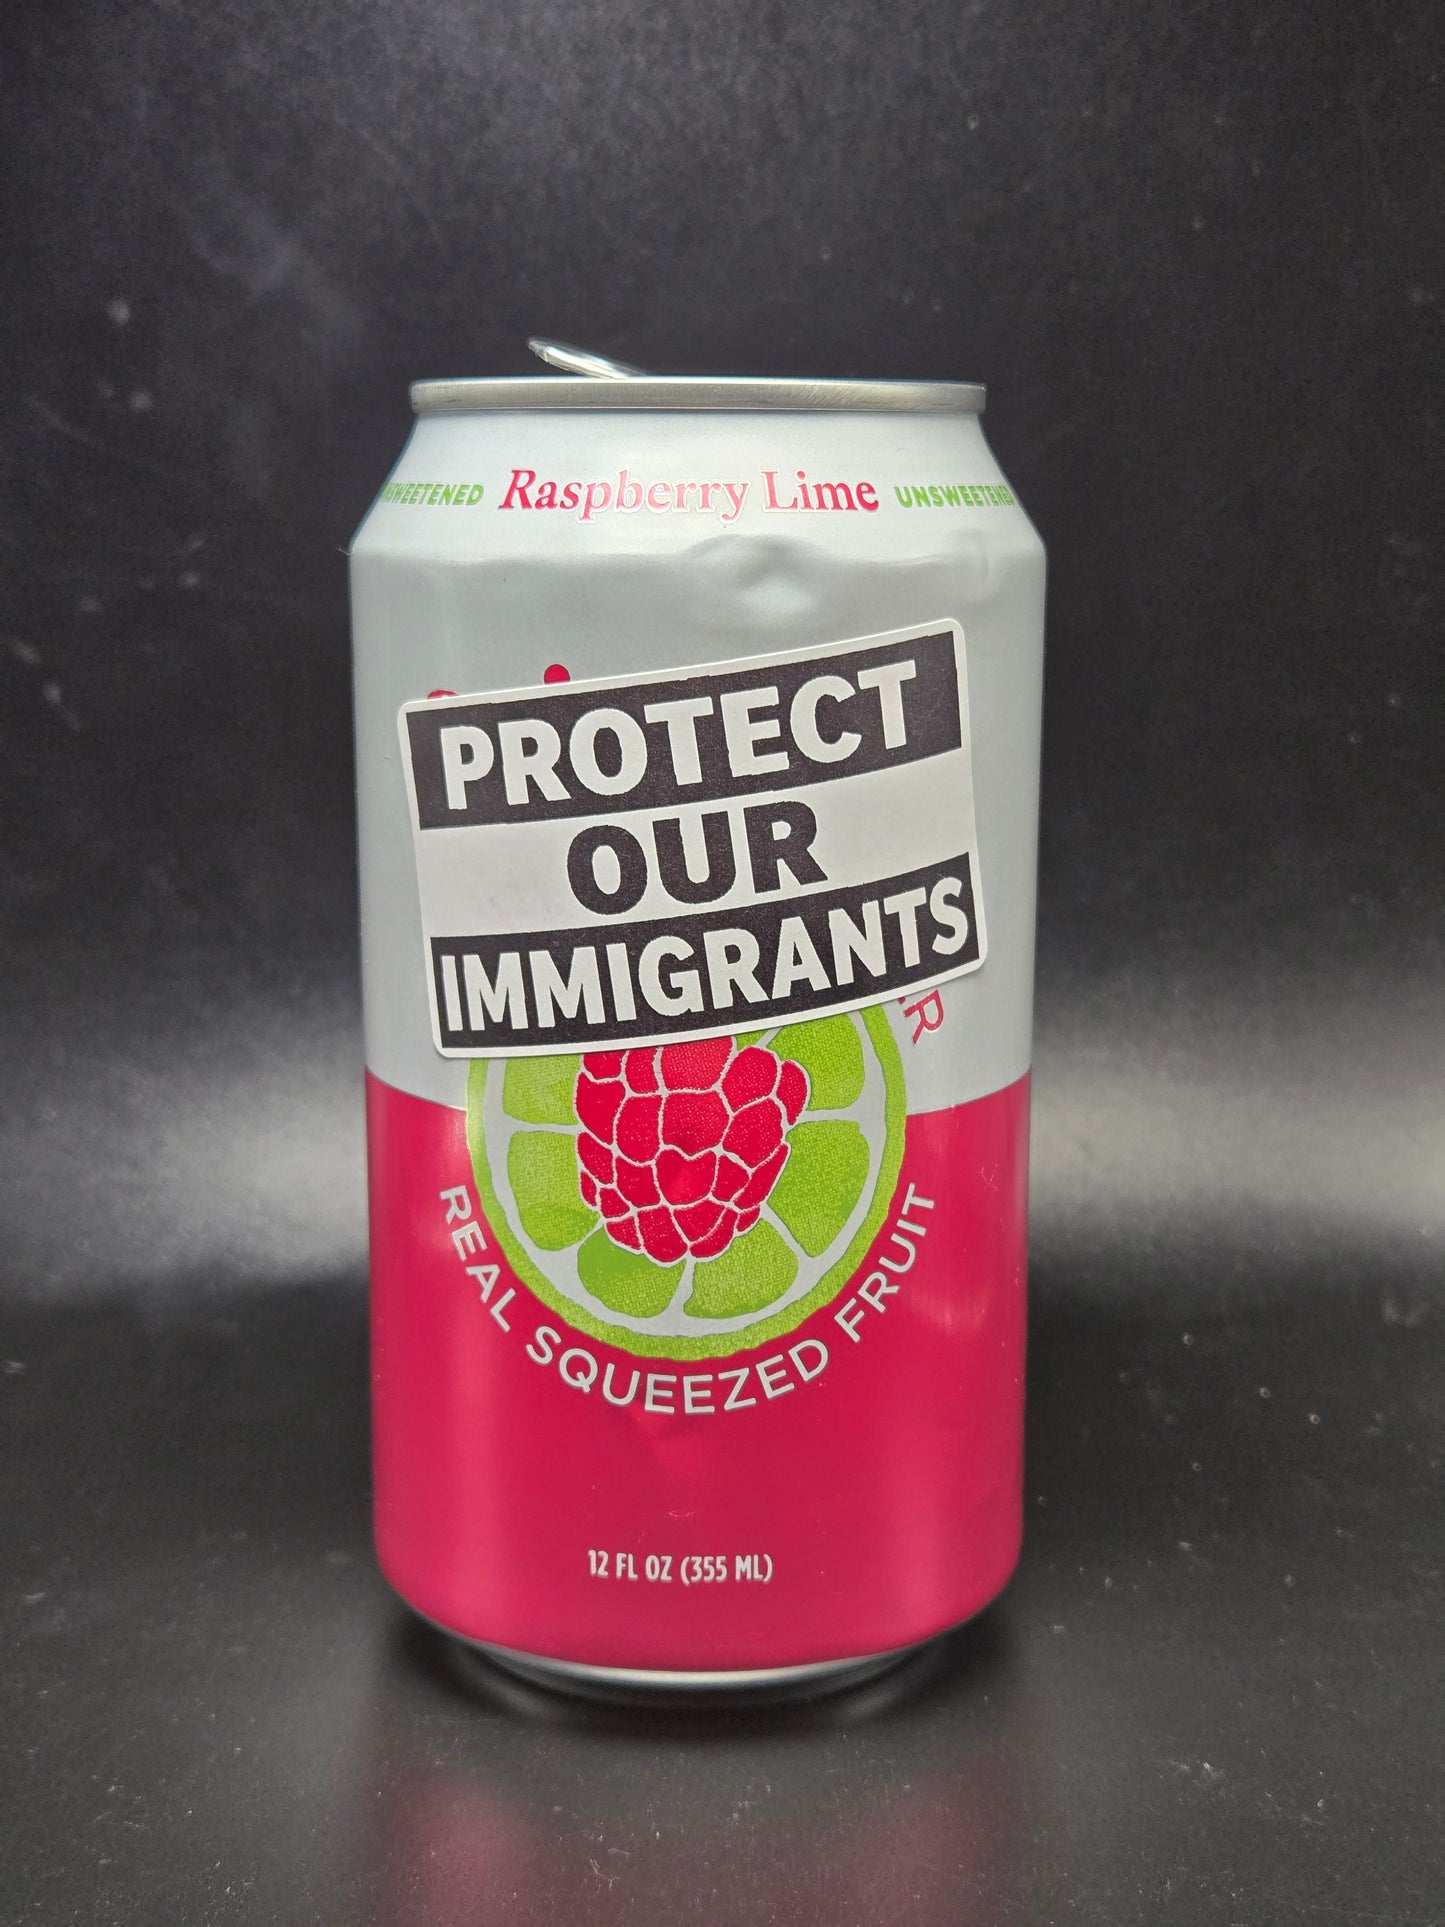 UNSWEETENED Raspberry Lime UNSWEETENED
PROTECT
OUR
IMMIGRANTS
REAL SQUEEZED FRUIT
12 FL OZ (355 ML)